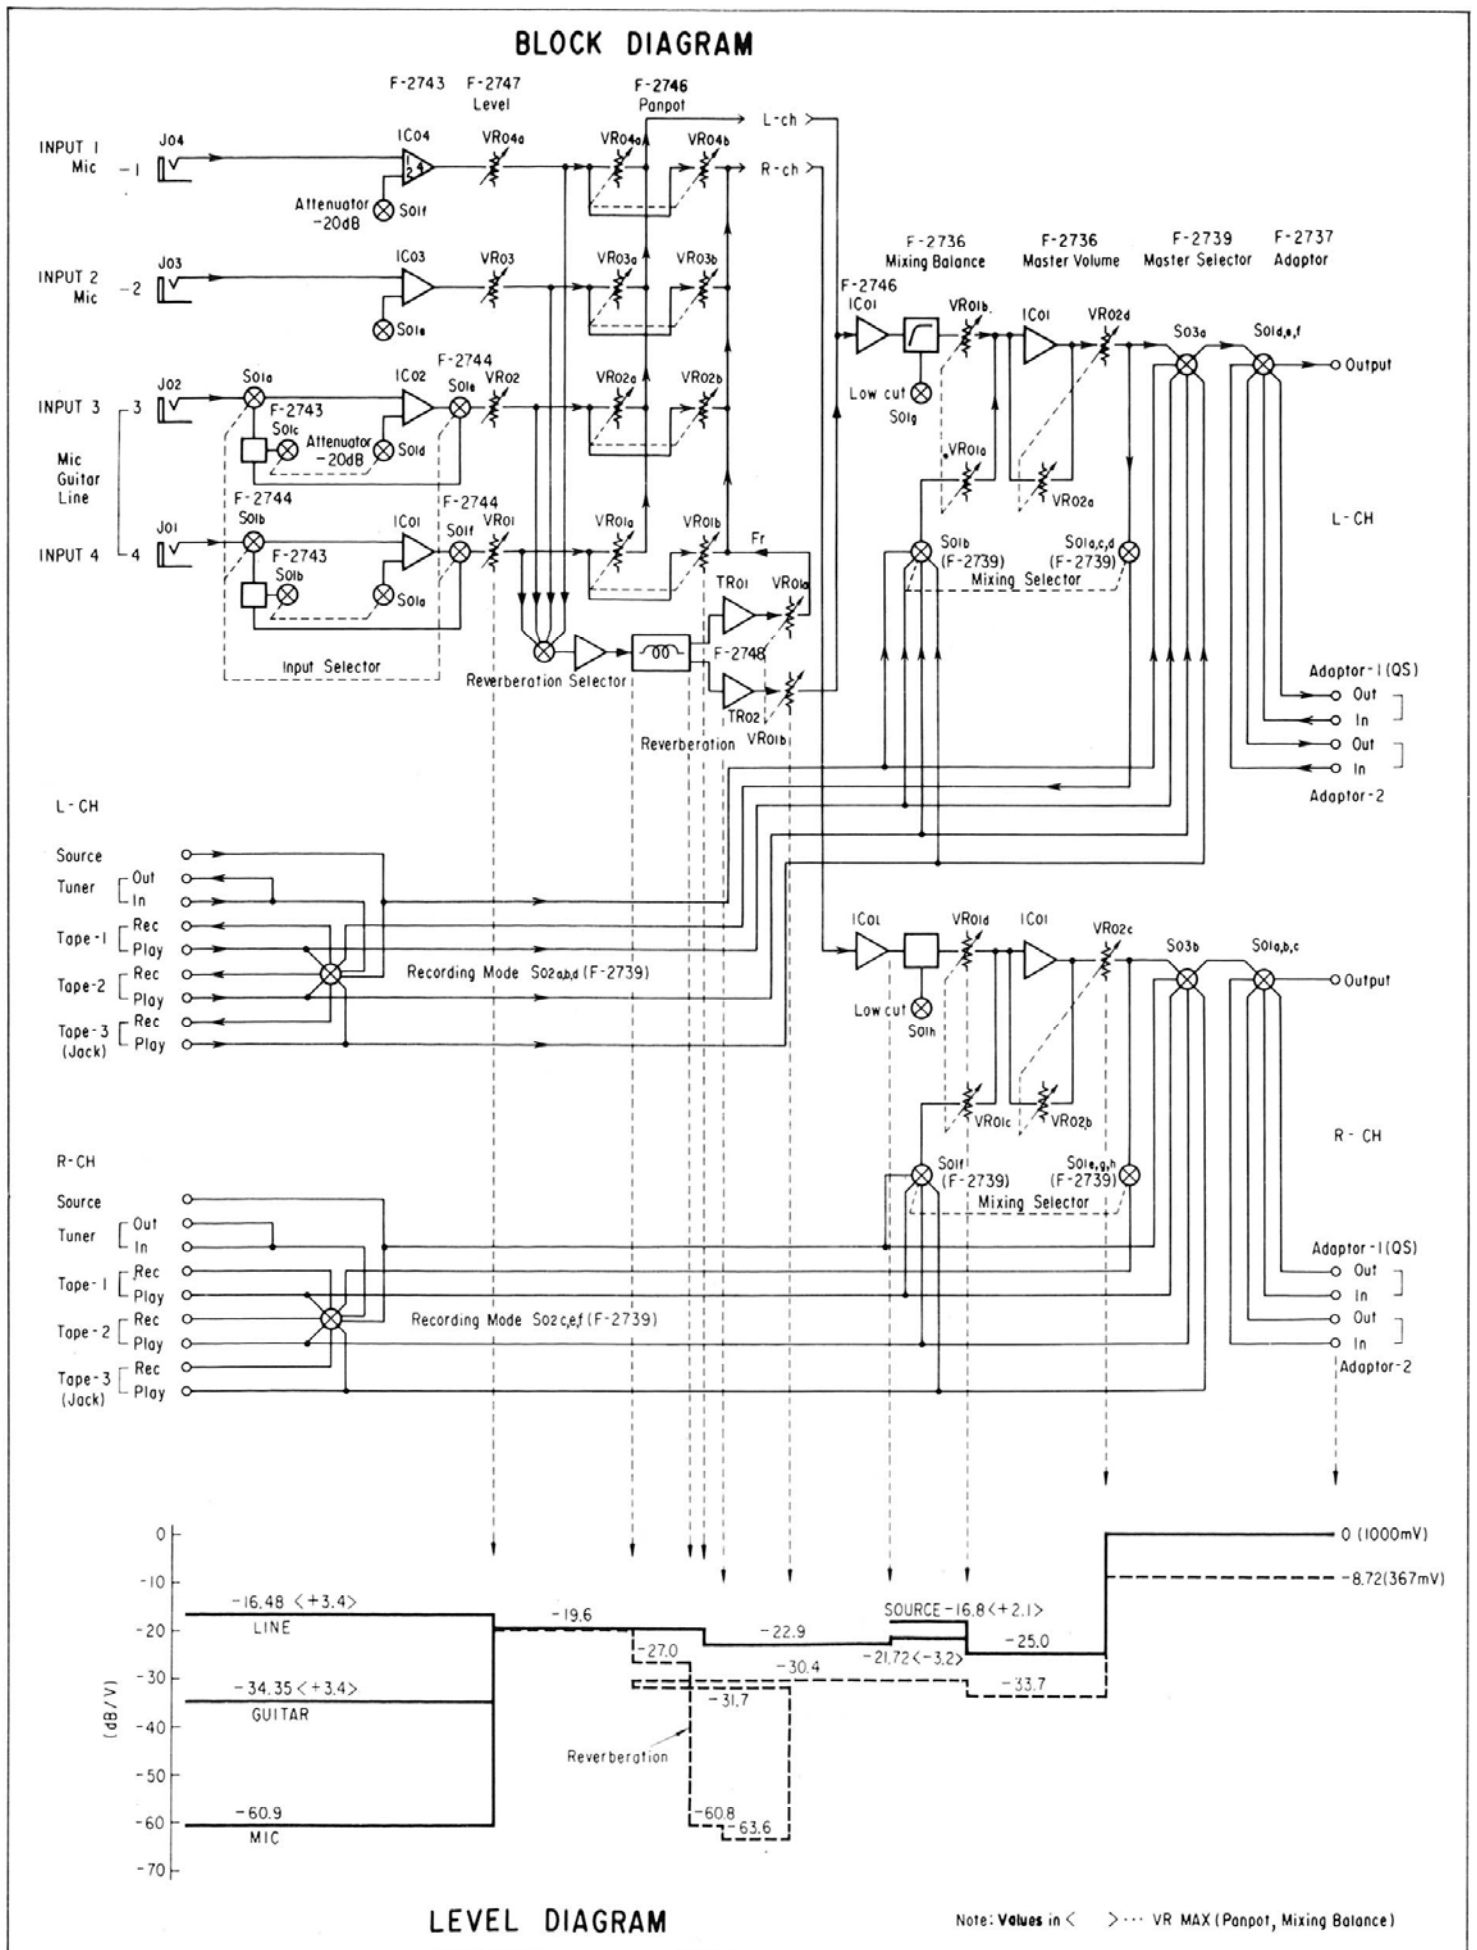 BLOCK DIAGRAM
F-2743
F-2747
Level
F-2746
Panpot
L-ch
R-ch
INPUT 1
Mic
-1
J04
IC04
1
2
4
VR04a
VR04a
VR04b
Attenuator
-20dB
S01f
INPUT 2
Mic
-2
J03
IC03
VR03
VR03a
VR03b
S01e
INPUT 3
3
J02
S01a
F-2743
S01c
Attenuator
-20dB
IC02
S01d
F-2744
S01e
VR02
VR02a
VR02b
Mic
Guitar
Line
F-2744
S01b
F-2743
S01b
INPUT 4
4
J01
IC01
S01a
F-2744
S01f
VR01
VR01a
VR01b
Fr
Input Selector
Reverberation Selector
TR01
VR01a
F-2748
TR02
VR01b
Reverberation
F-2746
IC01
F-2736
Mixing Balance
VR01b
F-2736
Master Volume
IC01
VR02d
F-2739
Master Selector
S03a
F-2737
Adaptor
S01d,e,f
Output
Low cut
S01g
VR01a
VR02a
L-CH
S01b
(F-2739)
S01a,c,d
(F-2739)
Mixing Selector
Adaptor-1(QS)
Out
In
Out
In
Adaptor-2
L-CH
Source
Tuner
Out
In
Tape-1
Rec
Play
Tape-2
Rec
Play
Tape-3
(Jack)
Rec
Play
Recording Mode S02a,b,d(F-2739)
IC01
VR01d
IC01
VR02c
S03b
S01a,b,c
Output
Low cut
S01h
VR01c
VR02b
R-CH
S01f
(F-2739)
S01e,g,h
(F-2739)
Mixing Selector
Adaptor-1(QS)
Out
In
Out
In
Adaptor-2
R-CH
Source
Tuner
Out
In
Tape-1
Rec
Play
Tape-2
Rec
Play
Tape-3
(Jack)
Rec
Play
Recording Mode S02c,e,f(F-2739)
0
-10
-20
-30
-40
-50
-60
-70
(dB/V)
-16.48 <+3.4>
LINE
-34.35<+3.4>
GUITAR
-60.9
MIC
-19.6
-27.0
-22.9
-30.4
-31.7
Reverberation
-60.8
-63.6
SOURCE-16.8<+2.1>
-21.72<-3.2>
-25.0
-33.7
0 (1000mV)
-8.72(367mV)
LEVEL DIAGRAM
Note: Values in < >··· VR MAX (Panpot, Mixing Balance)